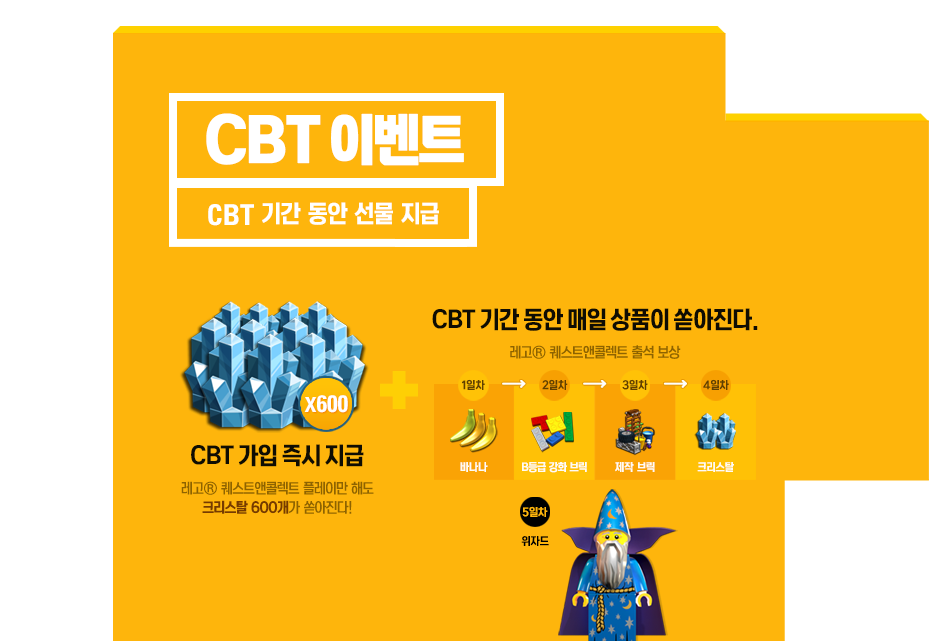 CBT 이벤트
CBT 기간 동안 선물 지급
CBT 기간 동안 매일 상품이 쏟아진다.
레고® 퀘스트앤콜렉트 출석 보상
1일차
2일차
3일차
4일차
X600
바나나
B등급 강화 브릭
제작 브릭
크리스탈
CBT 가입 즉시 지급
레고® 퀘스트앤콜렉트 플레이만 해도
크리스탈 600개가 쏟아진다!
5일차
위자드